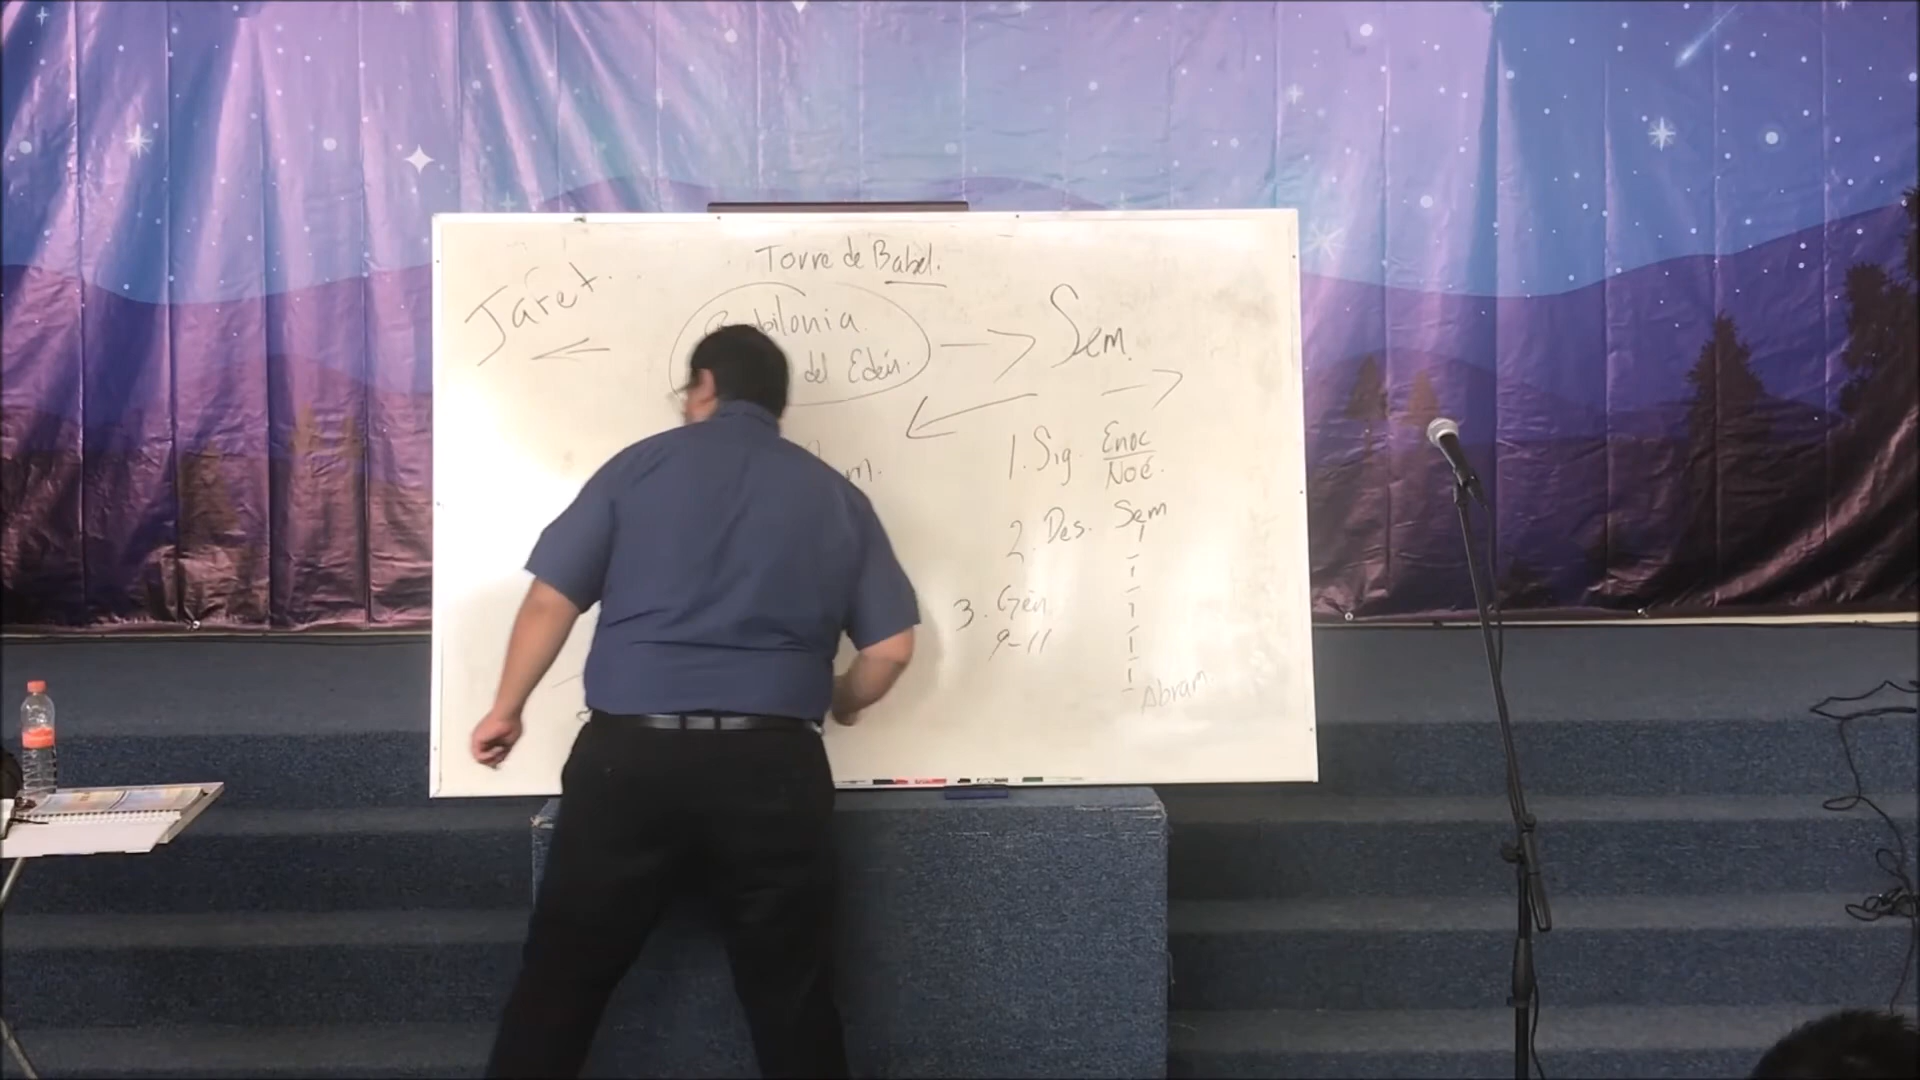 Torre de Babel.
Jafet.
del Edén.
Sem.
1. Sig. Enoc
Noé.
2. Des. Sem
3. Gén.
9-11
Abram.